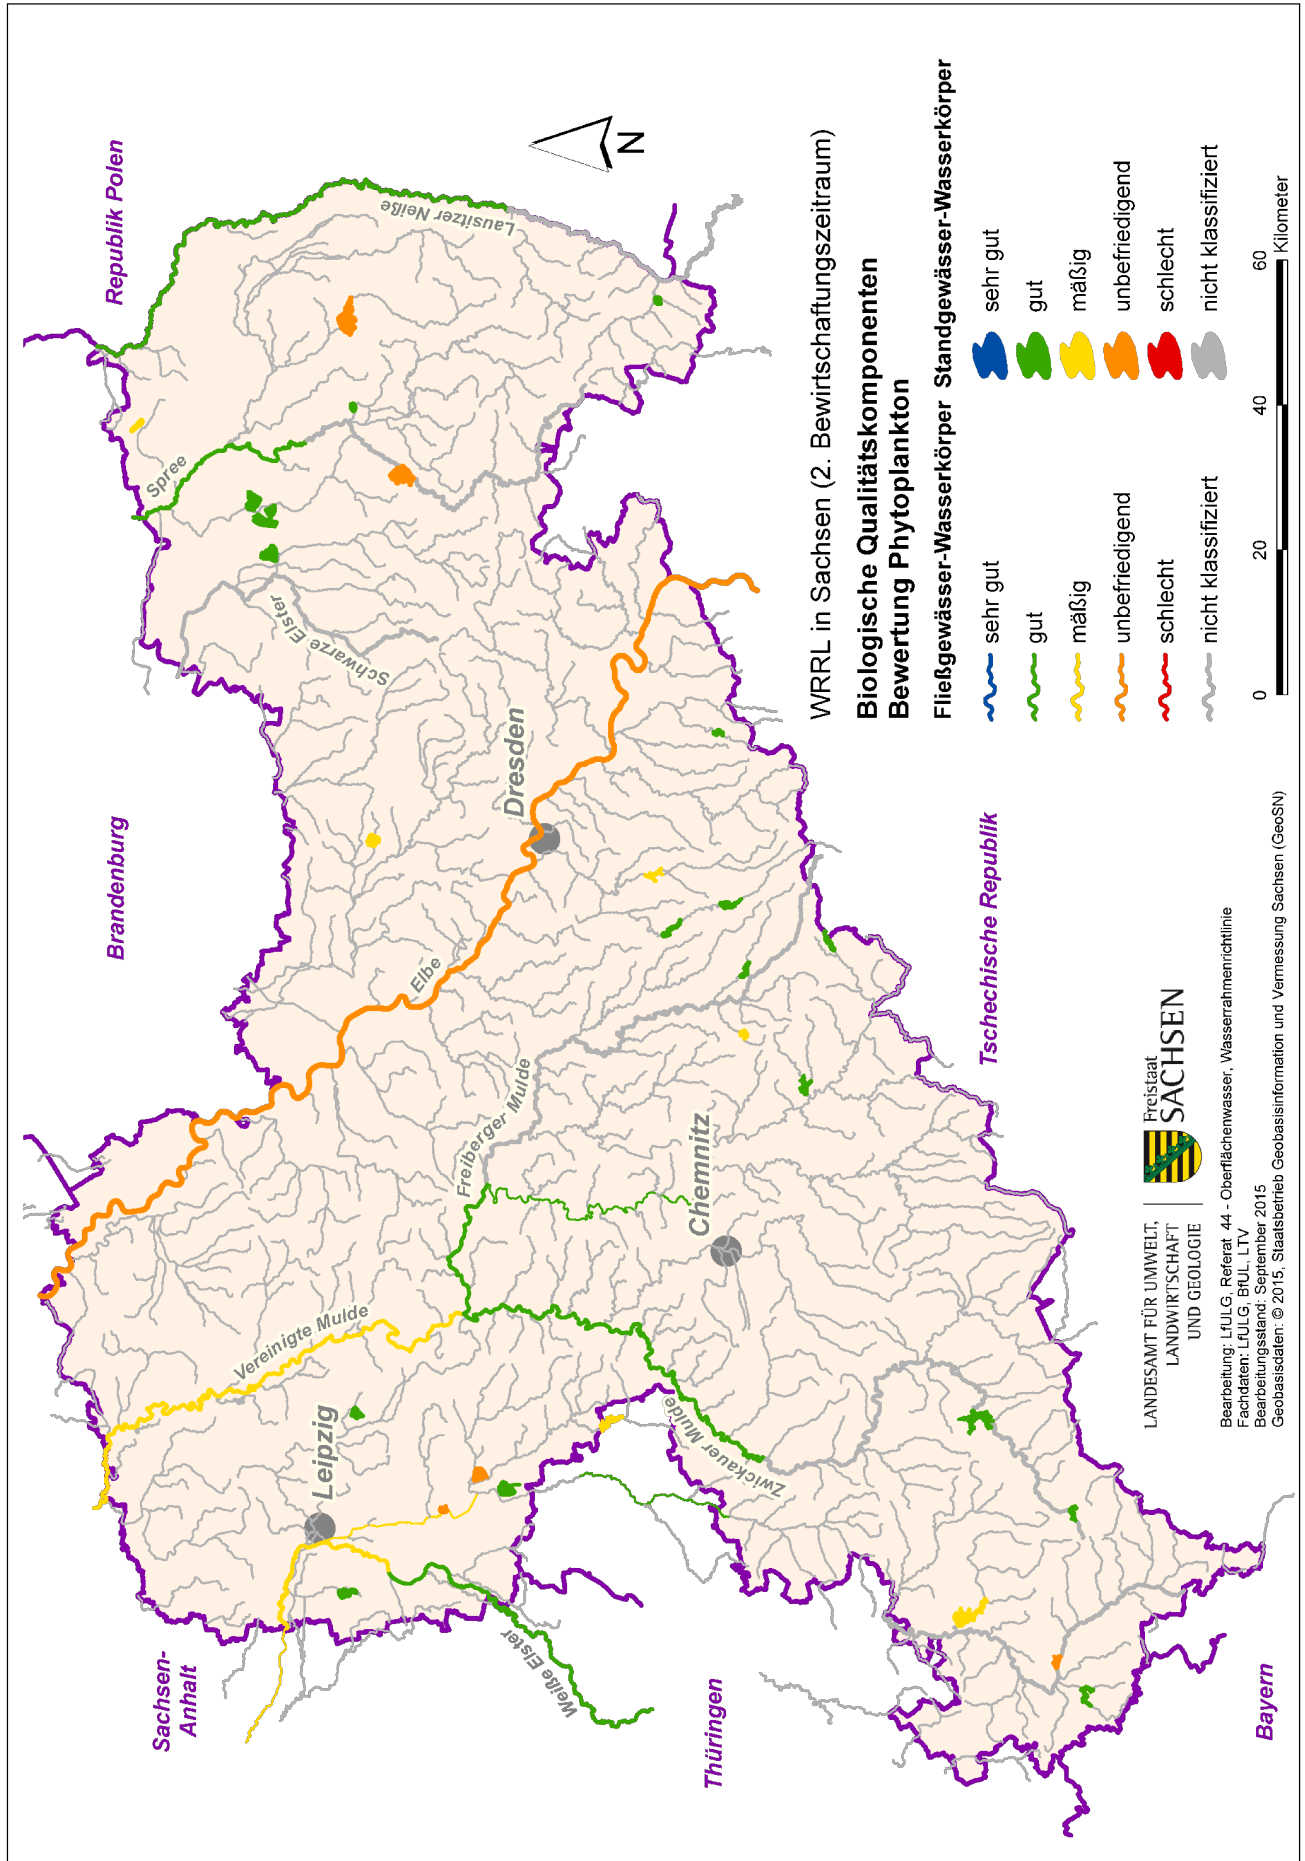 Republik Polen
Brandenburg
Sachsen-
Anhalt
Thüringen
Bayern
Tschechische Republik
Lausitzer Neiße
Spree
Schwarze Elster
Elbe
Freiberger Mulde
Vereinigte Mulde
Zwickauer Mulde
Weiße Elster
Dresden
Chemnitz
Leipzig
N
WRRL in Sachsen (2. Bewirtschaftungszeitraum)
Biologische Qualitätskomponenten
Bewertung Phytoplankton
Fließgewässer-Wasserkörper Standgewässer-Wasserkörper
sehr gut sehr gut
gut gut
mäßig mäßig
unbefriedigend unbefriedigend
schlecht schlecht
nicht klassifiziert nicht klassifiziert
0 20 40 60
Kilometer
LANDESAMT FÜR UMWELT,
LANDWIRTSCHAFT
UND GEOLOGIE
Freistaat
SACHSEN
Bearbeitung: LfULG, Referat 44 - Oberflächenwasser, Wasserrahmenrichtlinie
Fachdaten: LfULG, BfUL, LTV
Bearbeitungsstand: September 2015
Geobasisdaten: © 2015, Staatsbetrieb Geobasisinformation und Vermessung Sachsen (GeoSN)